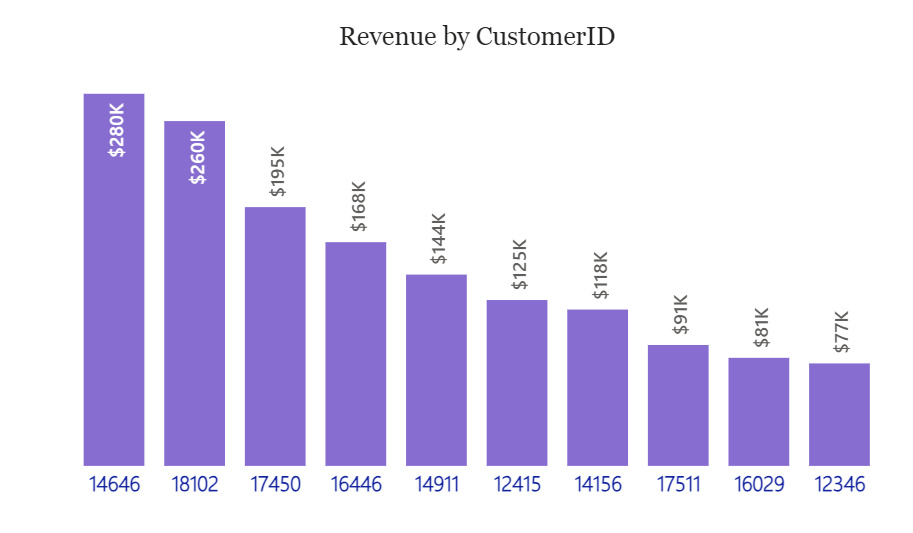 Revenue by CustomerID
$280K
$260K
$195K
$168K
$144K
$125K
$118K
$91K
$81K
$77K
14646 18102 17450 16446 14911 12415 14156 17511 16029 12346